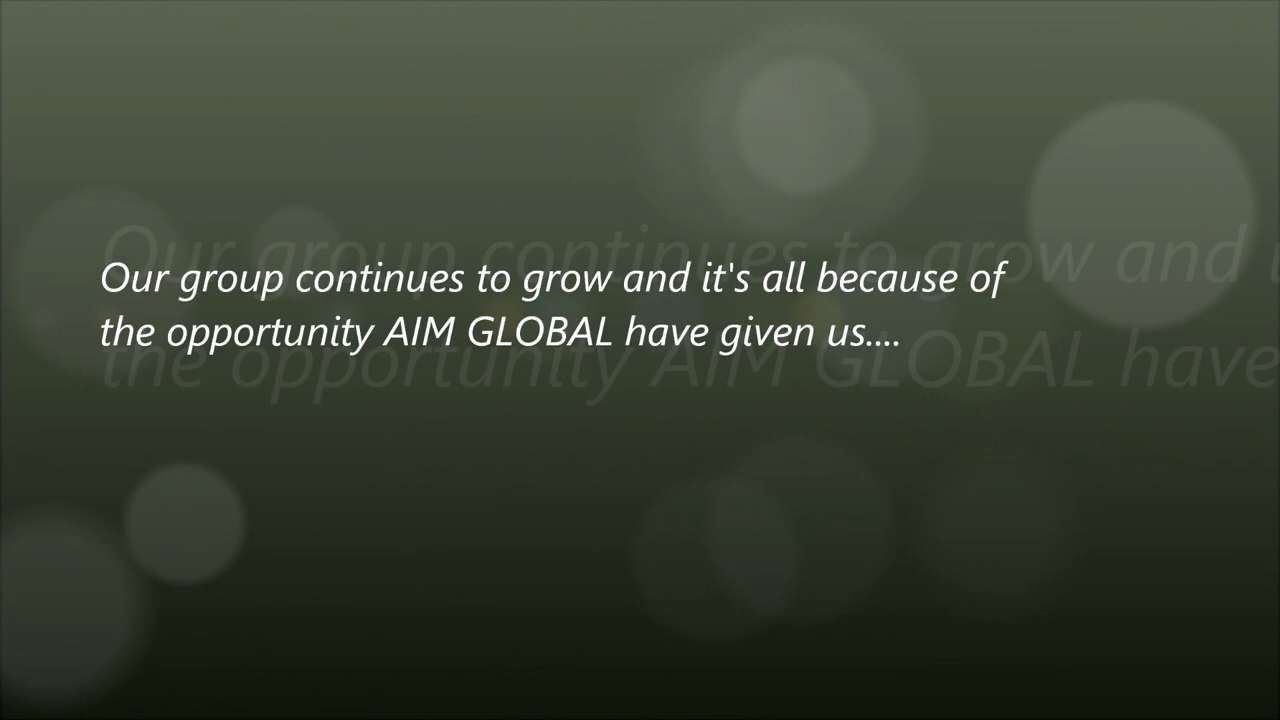 Our group continues to grow and it's all because of
the opportunity AIM GLOBAL have given us....